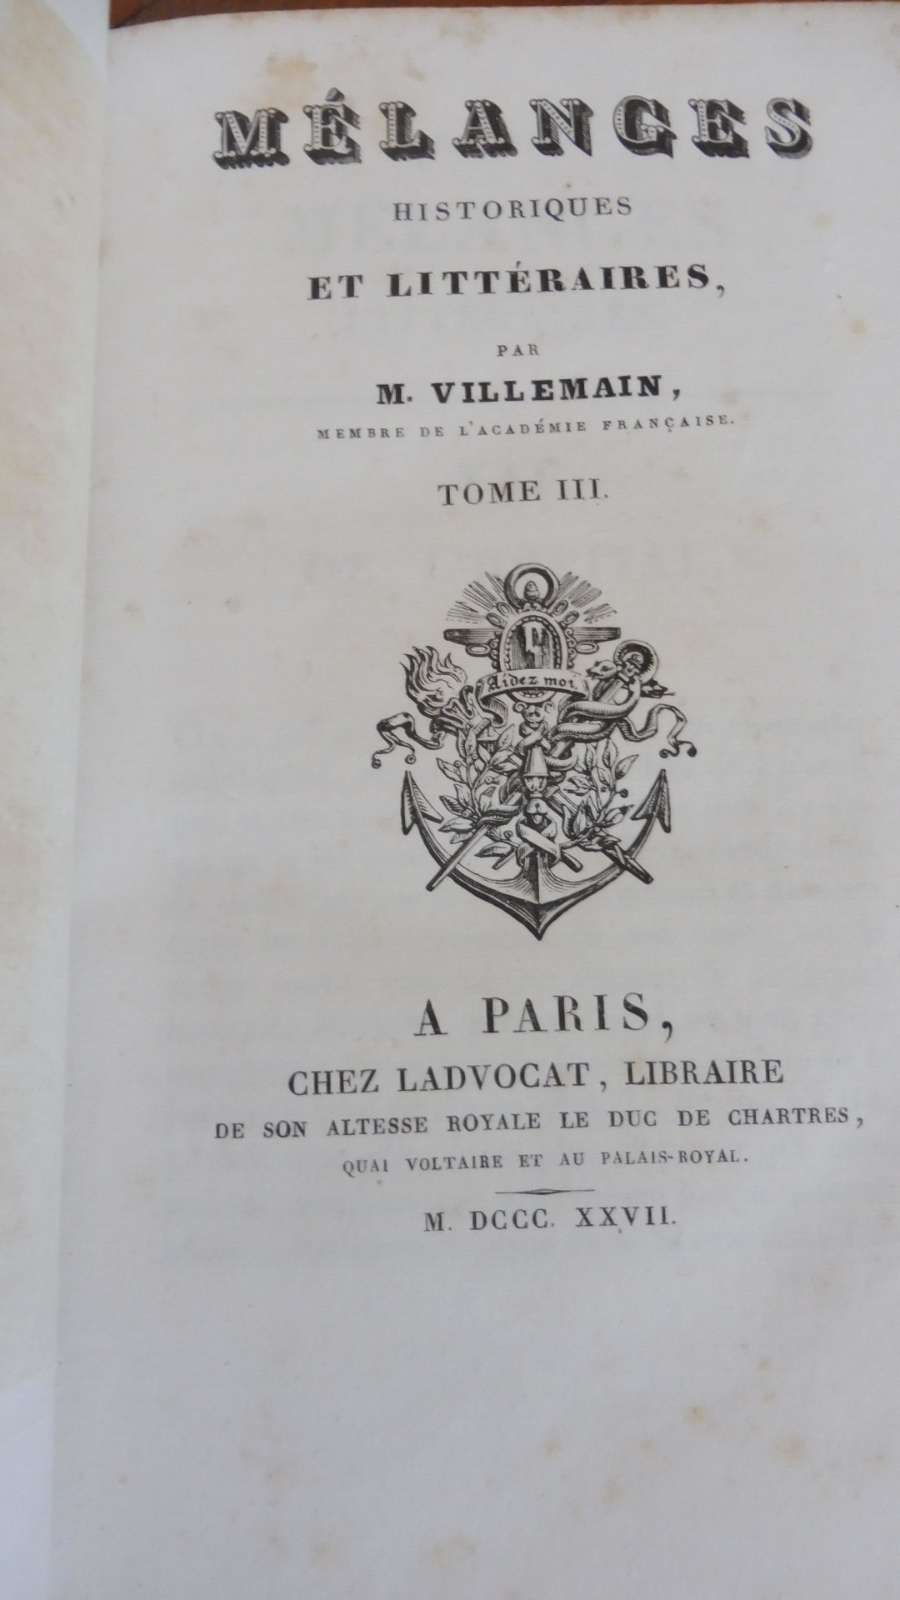 MÉLANGES
HISTORIQUES
ET LITTÉRAIRES,
PAR
M. VILLEMAIN,
MEMBRE DE L'ACADÉMIE FRANÇAISE.
TOME III.
Aidez moi
A PARIS,
CHEZ LADVOCAT, LIBRAIRE
DE SON ALTESSE ROYALE LE DUC DE CHARTRES,
QUAI VOLTAIRE ET AU PALAIS-ROYAL.
M. DCCC. XXVII.